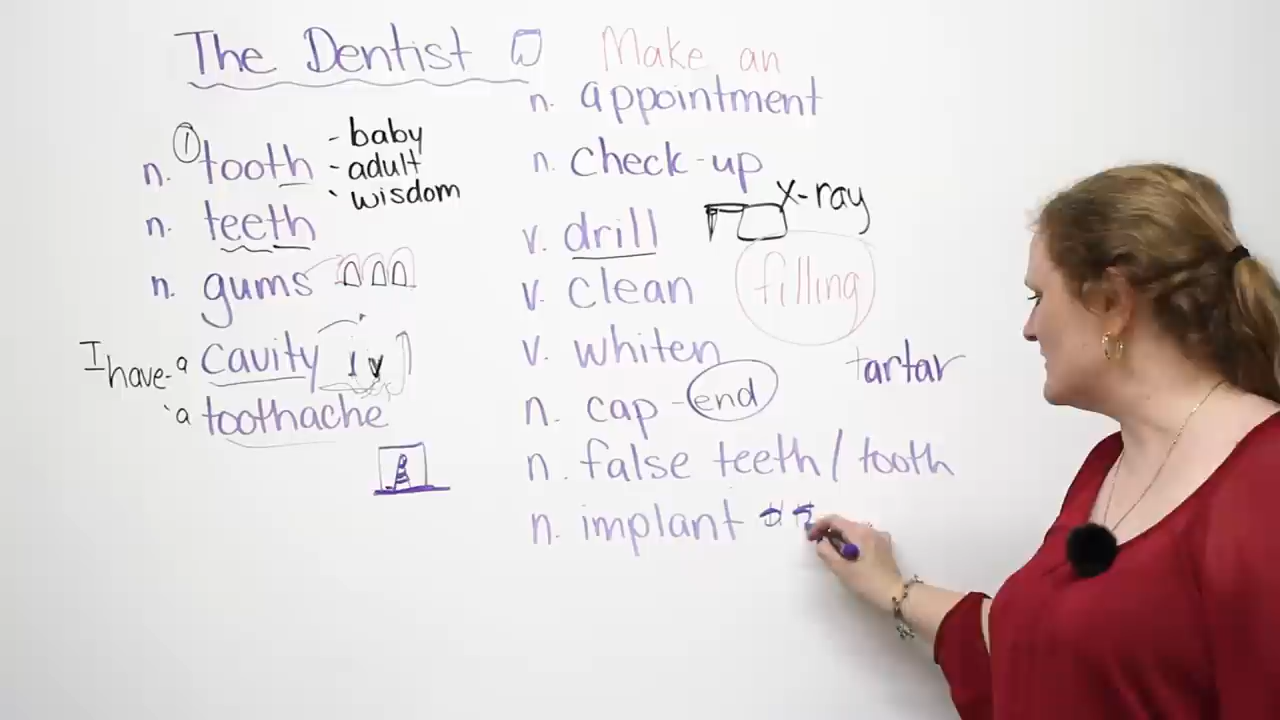 The Dentist
① - baby
n. tooth - adult
- wisdom
n. teeth
n. gums
I have a cavity
a toothache
Make an
n. appointment
n. check-up
x-ray
v. drill
v. clean
filling
v. whiten
tartar
n. cap - end
n. false teeth / tooth
n. implant